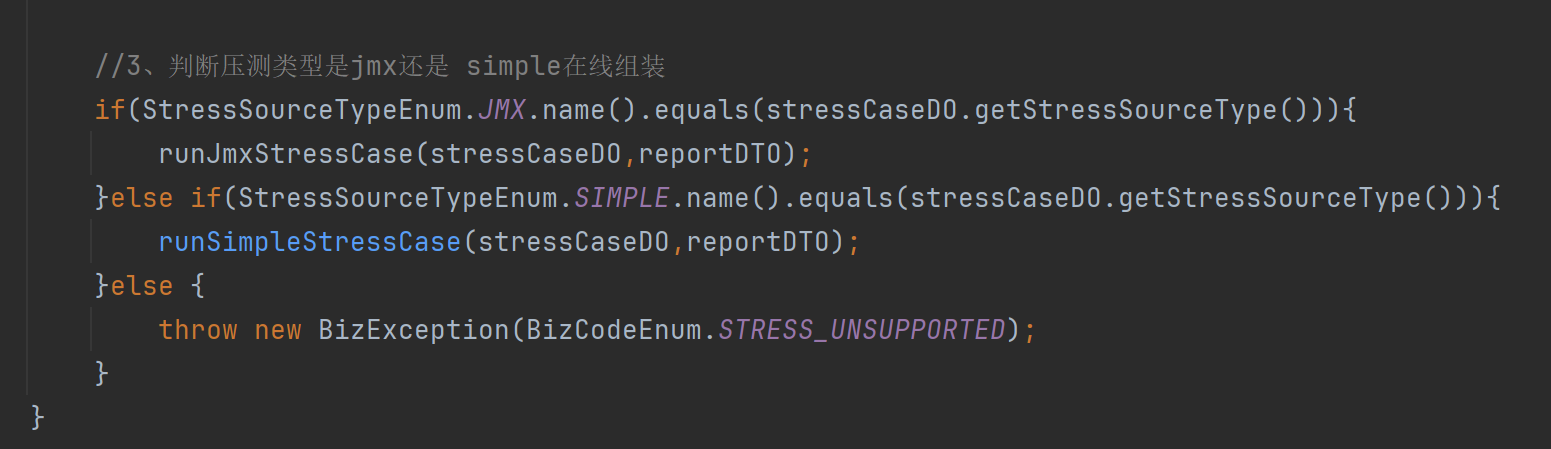 //3、判断压测类型是jmx还是 simple在线组装
if(StressSourceTypeEnum.JMX.name().equals(stressCaseDO.getStressSourceType())){
runJmxStressCase(stressCaseDO,reportDTO);
}else if(StressSourceTypeEnum.SIMPLE.name().equals(stressCaseDO.getStressSourceType())){
runSimpleStressCase(stressCaseDO,reportDTO);
}else {
throw new BizException(BizCodeEnum.STRESS_UNSUPPORTED);
}
}